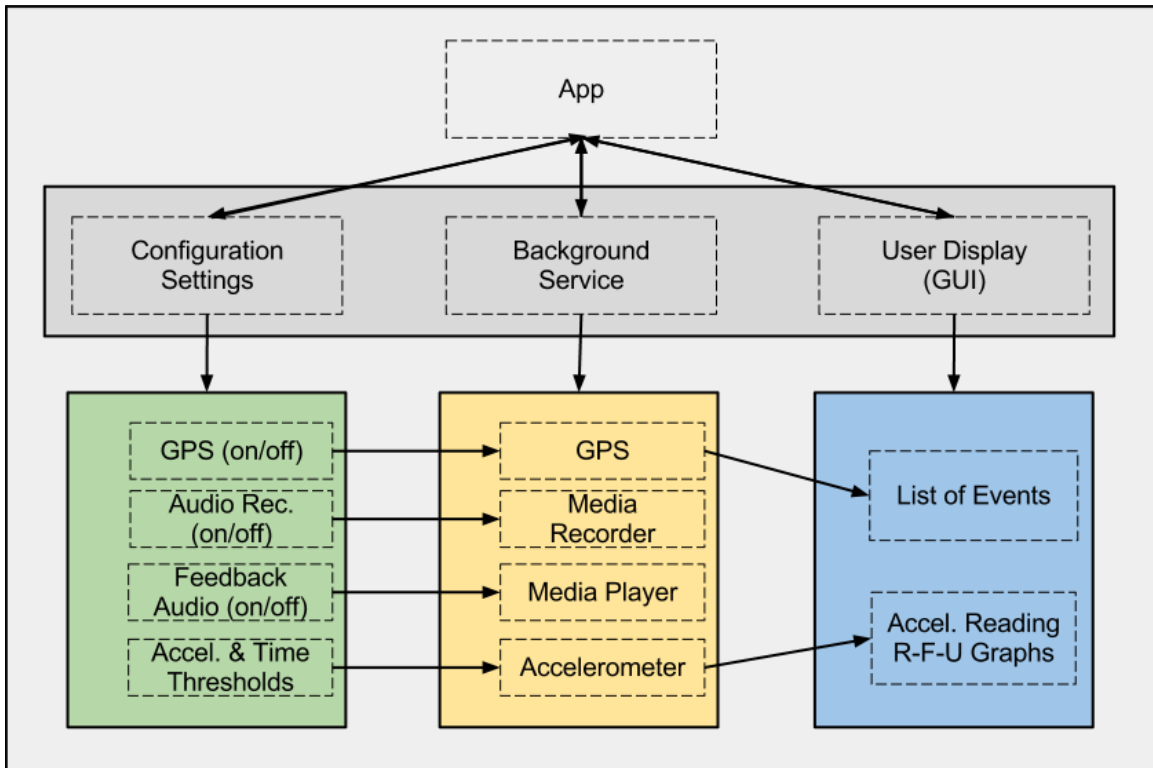 App
Configuration
Settings
Background
Service
User Display
(GUI)
GPS (on/off)
Audio Rec.
(on/off)
Feedback
Audio (on/off)
Accel. & Time
Thresholds
GPS
Media
Recorder
Media Player
Accelerometer
List of Events
Accel. Reading
R-F-U Graphs